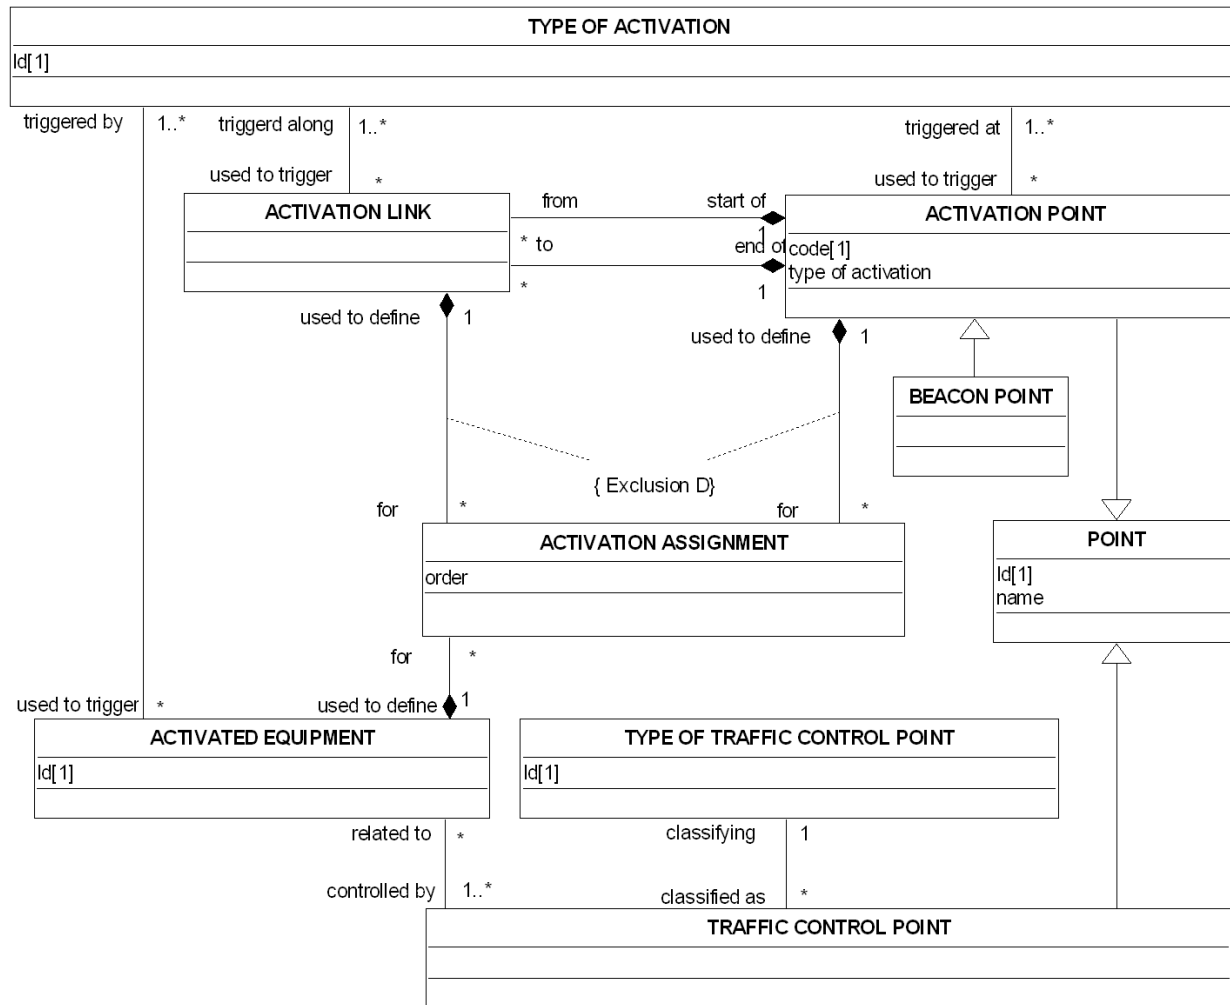 TYPE OF ACTIVATION
Id[1]
triggered by 1..* triggerd along 1..* triggered at 1..*
used to trigger * used to trigger *
ACTIVATION LINK
from start of
1
* to end of
* 1
ACTIVATION POINT
code[1]
type of activation
used to define 1 used to define 1
BEACON POINT
{ Exclusion D}
for * for *
ACTIVATION ASSIGNMENT
order
POINT
Id[1]
name
for *
used to trigger * used to define 1
ACTIVATED EQUIPMENT
Id[1]
TYPE OF TRAFFIC CONTROL POINT
Id[1]
related to * classifying 1
controlled by 1..* classified as *
TRAFFIC CONTROL POINT